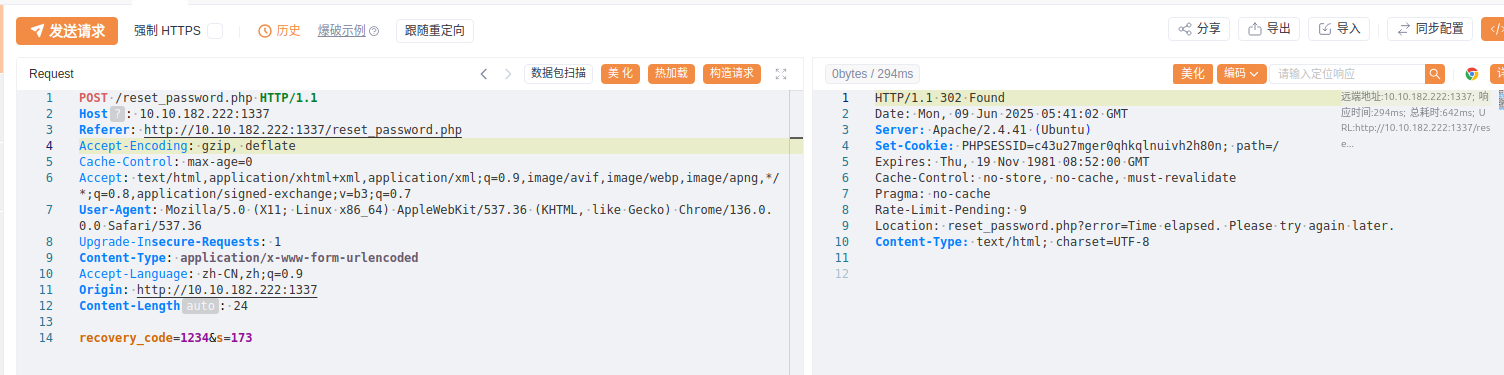 发送请求 强制 HTTPS 历史 爆破示例 跟随重定向 分享 导出 导入 同步配置
Request 数据包扫描 美 化 热加载 构造请求
1 POST /reset_password.php HTTP/1.1
2 Host ? : 10.10.182.222:1337
3 Referer: http://10.10.182.222:1337/reset_password.php
4 Accept-Encoding: gzip, deflate
5 Cache-Control: max-age=0
6 Accept: text/html,application/xhtml+xml,application/xml;q=0.9,image/avif,image/webp,image/apng,*/
*;q=0.8,application/signed-exchange;v=b3;q=0.7
7 User-Agent: Mozilla/5.0 (X11; Linux x86_64) AppleWebKit/537.36 (KHTML, like Gecko) Chrome/136.0.
0.0 Safari/537.36
8 Upgrade-Insecure-Requests: 1
9 Content-Type: application/x-www-form-urlencoded
10 Accept-Language: zh-CN,zh;q=0.9
11 Origin: http://10.10.182.222:1337
12 Content-Length auto : 24
13
14 recovery_code=1234&s=173
0bytes / 294ms 美化 编码 请输入定位响应
1 HTTP/1.1 302 Found
2 Date: Mon, 09 Jun 2025 05:41:02 GMT
3 Server: Apache/2.4.41 (Ubuntu)
4 Set-Cookie: PHPSESSID=c43u27mger0qhkqlnuivh2h80n; path=/
5 Expires: Thu, 19 Nov 1981 08:52:00 GMT
6 Cache-Control: no-store, no-cache, must-revalidate
7 Pragma: no-cache
8 Rate-Limit-Pending: 9
9 Location: reset_password.php?error=Time elapsed. Please try again later.
10 Content-Type: text/html; charset=UTF-8
11
12
远端地址:10.10.182.222:1337; 响
应时间:294ms; 总耗时:642ms; U
RL:http://10.10.182.222:1337/res
e...